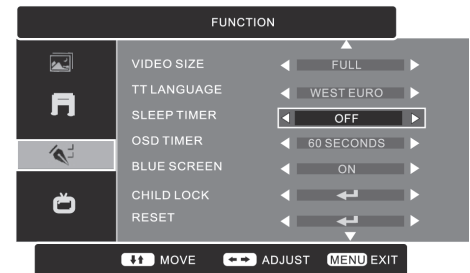 FUNCTION
VIDEO SIZE FULL
TT LANGUAGE WEST EURO
SLEEP TIMER OFF
OSD TIMER 60 SECONDS
BLUE SCREEN ON
CHILD LOCK
RESET
MOVE ADJUST MENU EXIT